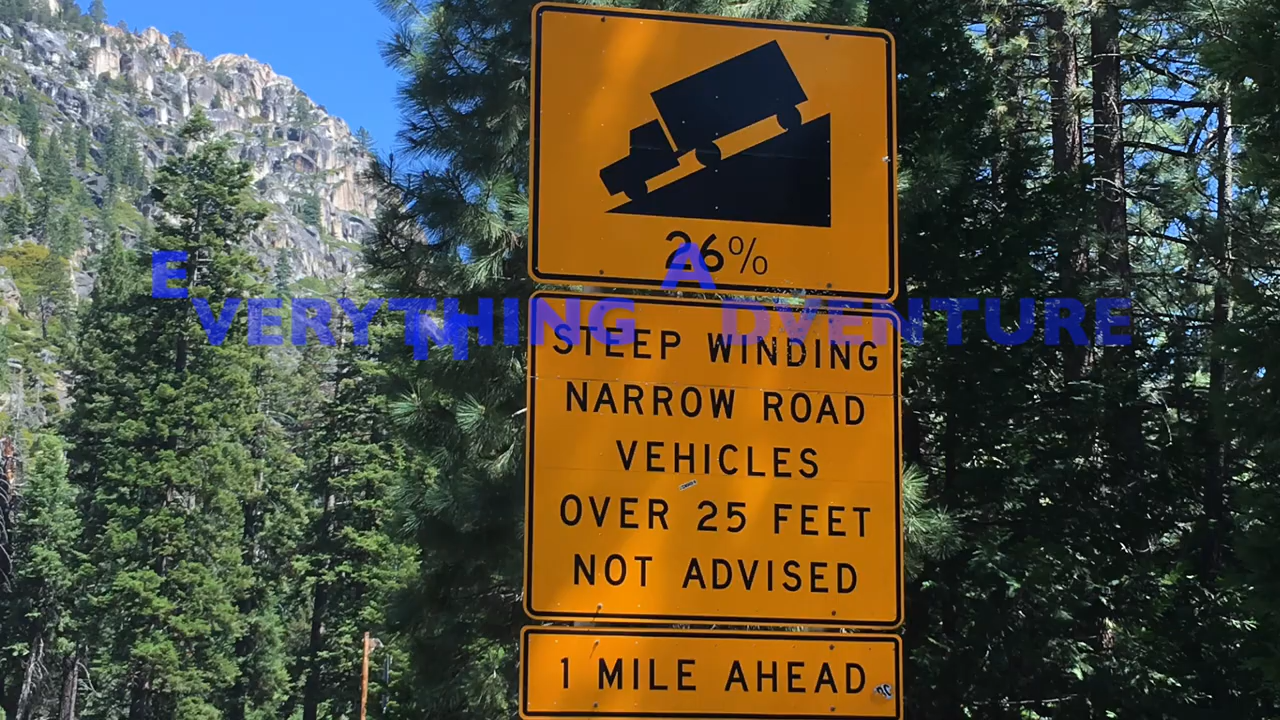 26%
EVERYTHING ADVENTURE
STEEP WINDING
NARROW ROAD
VEHICLES
OVER 25 FEET
NOT ADVISED
1 MILE AHEAD